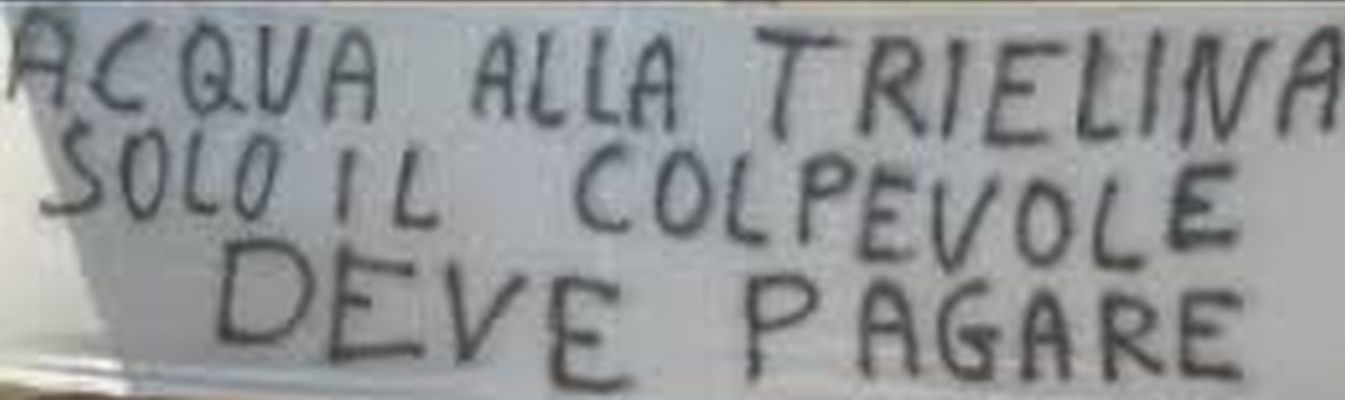 ACQUA ALLA TRIELINA
SOLO IL COLPEVOLE
DEVE PAGARE